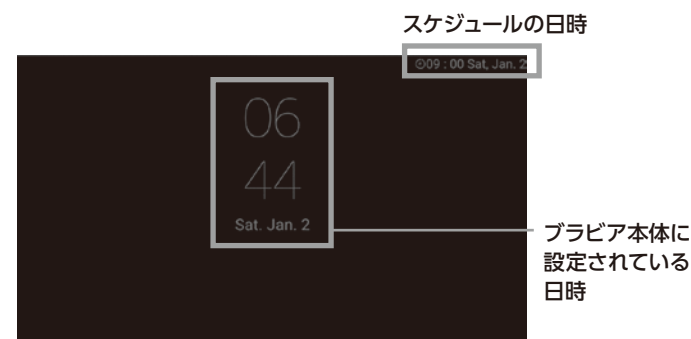 スケジュールの日時
09 : 00 Sat, Jan. 2
06
44
Sat. Jan. 2
ブラビア本体に
設定されている
日時